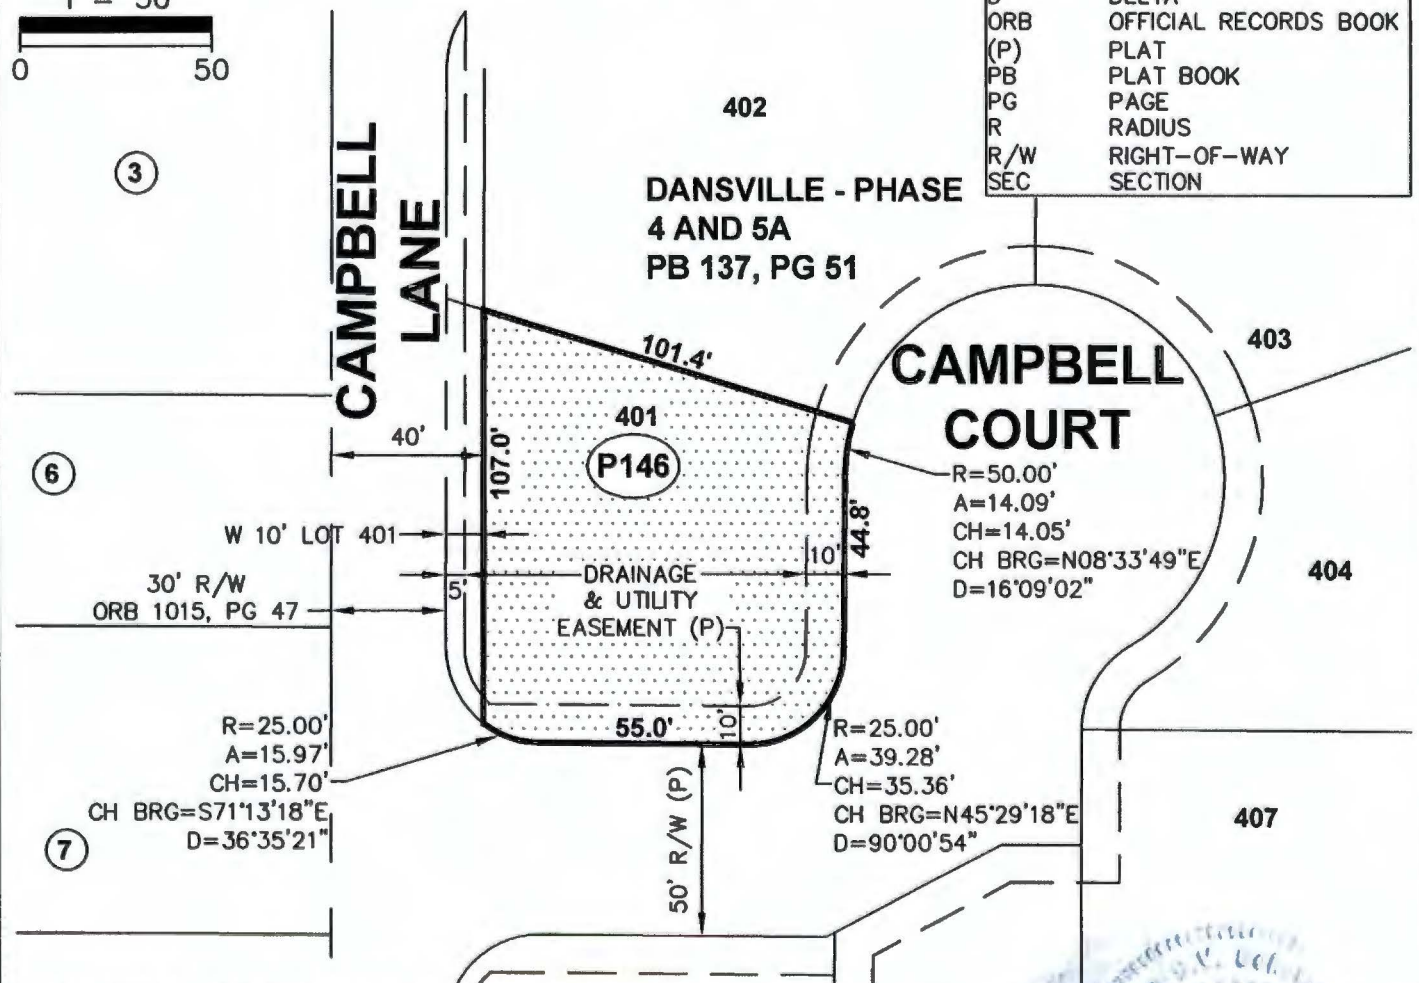 1" = 50'
0
50
DELTA
ORB OFFICIAL RECORDS BOOK
(P) PLAT
PB PLAT BOOK
PG PAGE
R RADIUS
R/W RIGHT-OF-WAY
SEC SECTION
402
3
DANSVILLE - PHASE
4 AND 5A
PB 137, PG 51
CAMPBELL
LANE
403
101.4'
CAMPBELL
COURT
401
P146
40'
107.0'
6
R=50.00'
A=14.09'
CH=14.05'
CH BRG=N08°33'49"E
D=16°09'02"
44.8'
W 10' LOT 401
10'
DRAINAGE
& UTILITY
EASEMENT (P)
5'
30' R/W
ORB 1015, PG 47
404
R=25.00'
A=15.97'
CH=15.70'
CH BRG=S71°13'18"E
D=36°35'21"
55.0'
10'
R=25.00'
A=39.28'
CH=35.36'
CH BRG=N45°29'18"E
D=90°00'54"
50' R/W (P)
407
7